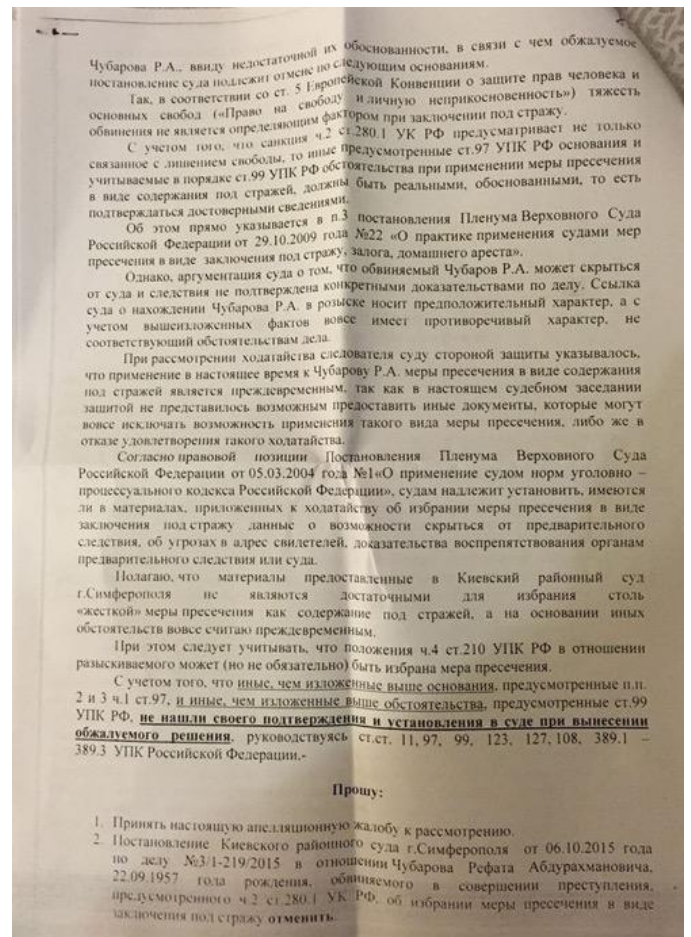 Чубарова Р.А., ввиду недостаточной их обоснованности, в связи с чем обжалуемое
постановление суда подлежит отмене по следующим основаниям.
Так, в соответствии со ст. 5 Европейской Конвенции о защите прав человека и
основных свобод («Право на свободу и личную неприкосновенность») тяжесть
обвинения не является определяющим фактором при заключении под стражу.
С учетом того, что санкция ч.2 ст.280.1 УК РФ предусматривает не только
связанное с лишением свободы, то иные предусмотренные ст.97 УПК РФ основания и
учитываемые в порядке ст.99 УПК РФ обстоятельства при применении меры пресечения
в виде содержания под стражей, должны быть реальными, обоснованными, то есть
подтверждаться достоверными сведениями.
Об этом прямо указывается в п.3 постановления Пленума Верховного Суда
Российской Федерации от 29.10.2009 года №22 «О практике применения судами мер
пресечения в виде заключения под стражу, залога, домашнего ареста».
Однако, аргументация суда о том, что обвиняемый Чубаров Р.А. может скрыться
от суда и следствия не подтверждена конкретными доказательствами по делу. Ссылка
суда о нахождении Чубарова Р.А. в розыске носит предположительный характер, а с
учетом вышеизложенных фактов вовсе имеет противоречивый характер, не
соответствующий обстоятельствам дела.
При рассмотрении ходатайства следователя суду стороной защиты указывалось,
что применение в настоящее время к Чубарову Р.А. меры пресечения в виде содержания
под стражей является преждевременным, так как в настоящем судебном заседании
защитой не представилось возможным предоставить иные документы, которые могут
вовсе исключать возможность применения такого вида меры пресечения, либо же в
отказе удовлетворения такого ходатайства.
Согласно правовой позиции Постановления Пленума Верховного Суда
Российской Федерации от 05.03.2004 года №1«О применение судом норм уголовно –
процессуального кодекса Российской Федерации», судам надлежит установить, имеются
ли в материалах, приложенных к ходатайству об избрании меры пресечения в виде
заключения под стражу данные о возможности скрыться от предварительного
следствия, об угрозах в адрес свидетелей, доказательства воспрепятствования органам
предварительного следствия или суда.
Полагаю, что материалы предоставленные в Киевский районный суд
г.Симферополя не являются достаточными для избрания столь
«жесткой» меры пресечения как содержание под стражей, а на основании иных
обстоятельств вовсе считаю преждевременным.
При этом следует учитывать, что положения ч.4 ст.210 УПК РФ в отношении
разыскиваемого может (но не обязательно) быть избрана мера пресечения.
С учетом того, что иные, чем изложенные выше основания, предусмотренные п.п.
2 и 3 ч.1 ст.97, и иные, чем изложенные выше обстоятельства, предусмотренные ст.99
УПК РФ, не нашли своего подтверждения и установления в суде при вынесении
обжалуемого решения, руководствуясь ст.ст. 11, 97, 99, 123, 127, 108, 389.1 –
389.3 УПК Российской Федерации,-
Прошу:
1. Принять настоящую апелляционную жалобу к рассмотрению.
2. Постановление Киевского районного суда г.Симферополя от 06.10.2015 года
по делу №3/1-219/2015 в отношении Чубарова Рефата Абдурахмановича,
22.09.1957 года рождения, обвиняемого в совершении преступления,
предусмотренного ч.2 ст.280.1 УК РФ, об избрании меры пресечения в виде
заключения под стражу отменить.